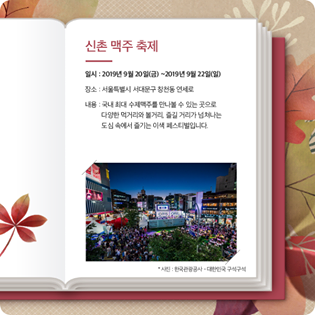 신촌 맥주 축제
일시 : 2019년 9월 20일(금) ~2019년 9월 22일(일)
장소 : 서울특별시 서대문구 창천동 연세로
내용 : 국내 최대 수제맥주를 만나볼 수 있는 곳으로
다양한 먹거리와 볼거리, 즐길 거리가 넘쳐나는
도심 속에서 즐기는 이색 페스티벌입니다.
* 사진 : 한국관광공사 - 대한민국 구석구석